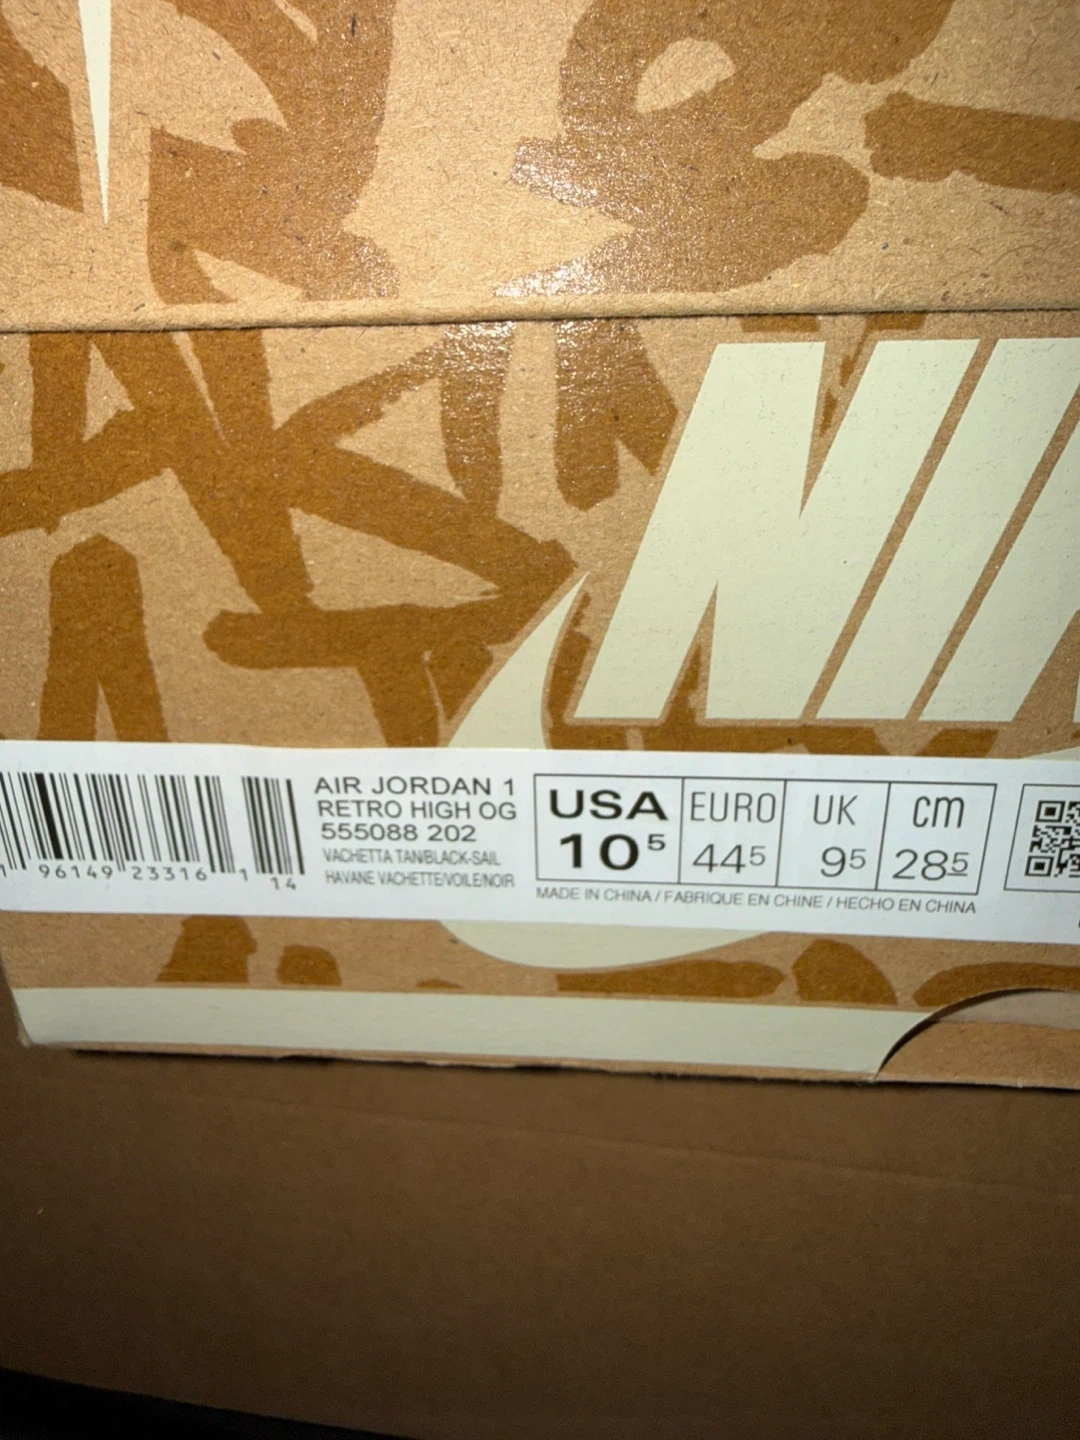 NI
AIR JORDAN 1
RETRO HIGH OG
555088 202
VACHETTA TAN/BLACK-SAIL
HAVANE VACHETTE/VOILE/NOIR
1 96149 23316 1 14
USA EURO UK cm
10 5 44 5 9 5 28 5
MADE IN CHINA / FABRIQUE EN CHINE / HECHO EN CHINA